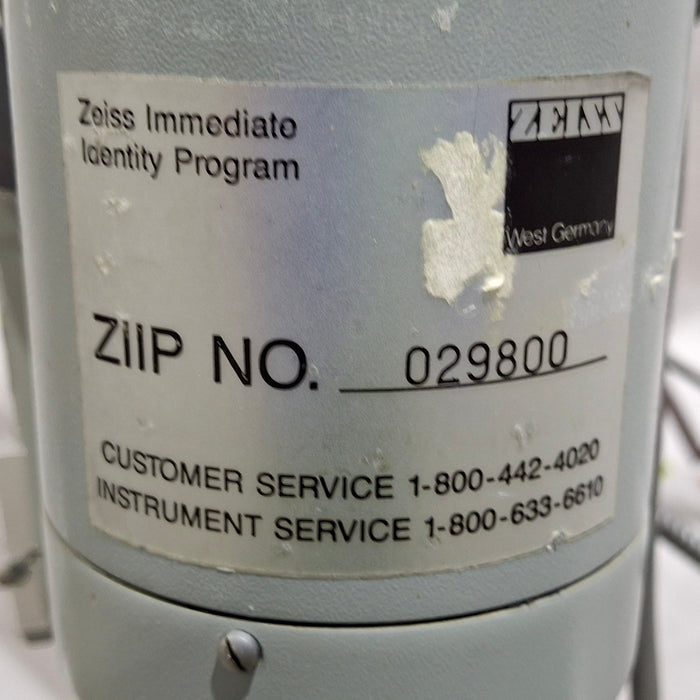 Zeiss Immediate
Identity Program
ZEISS
West Germany
ZIIP NO. 029800
CUSTOMER SERVICE 1-800-442-4020
INSTRUMENT SERVICE 1-800-633-6610